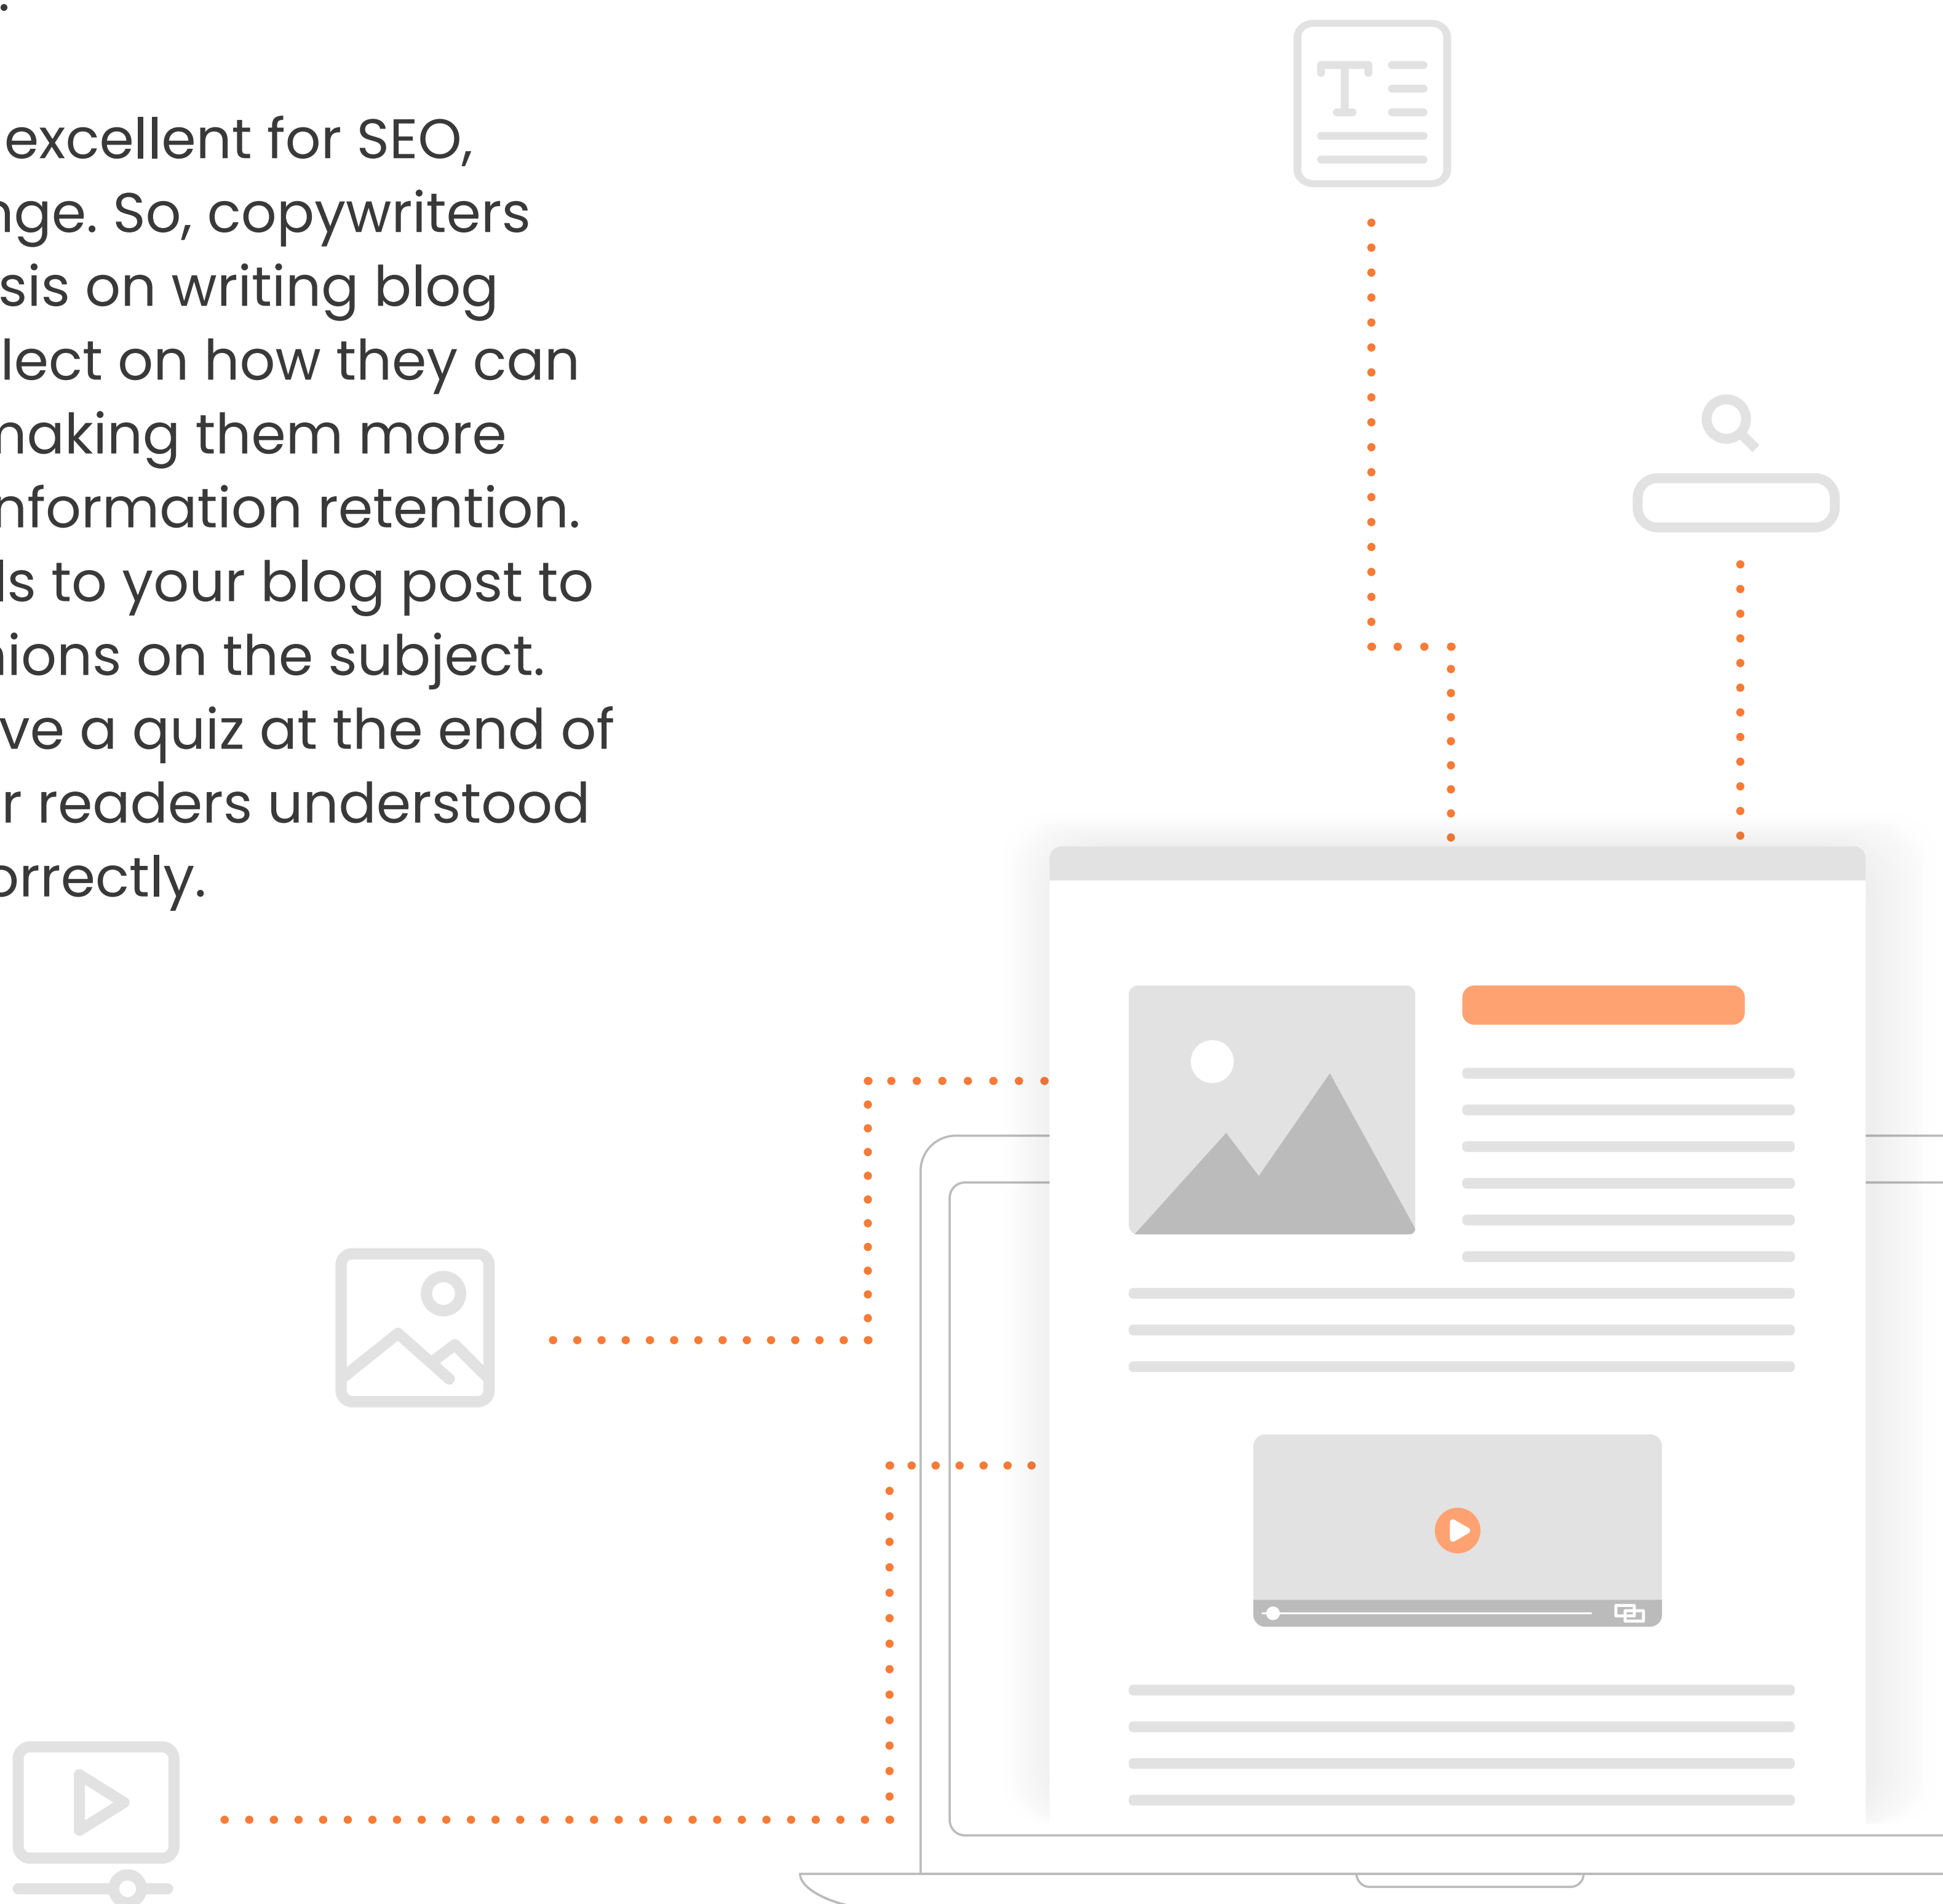 excellent for SEO,
nge. So, copywriters
sis on writing blog
lect on how they can
making them more
nformation retention.
ls to your blog post to
ions on the subject.
ve a quiz at the end of
r readers understood
orrectly.
T